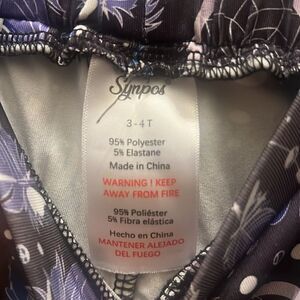 Synpos
3-4T
95% Polyester
5% Elastane
Made in China
WARNING ! KEEP
AWAY FROM FIRE
95% Poliéster
5% Fibra elástica
Hecho en China
MANTENER ALEJADO
DEL FUEGO